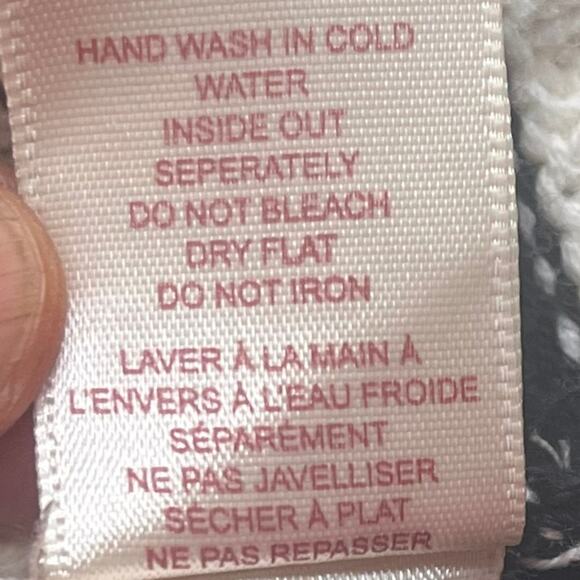 HAND WASH IN COLD
WATER
INSIDE OUT
SEPERATELY
DO NOT BLEACH
DRY FLAT
DO NOT IRON
LAVER À LA MAIN À
L'ENVERS À L'EAU FROIDE
SÉPARÉMENT
NE PAS JAVELLISER
SÉCHER À PLAT
NE PAS REPASSER